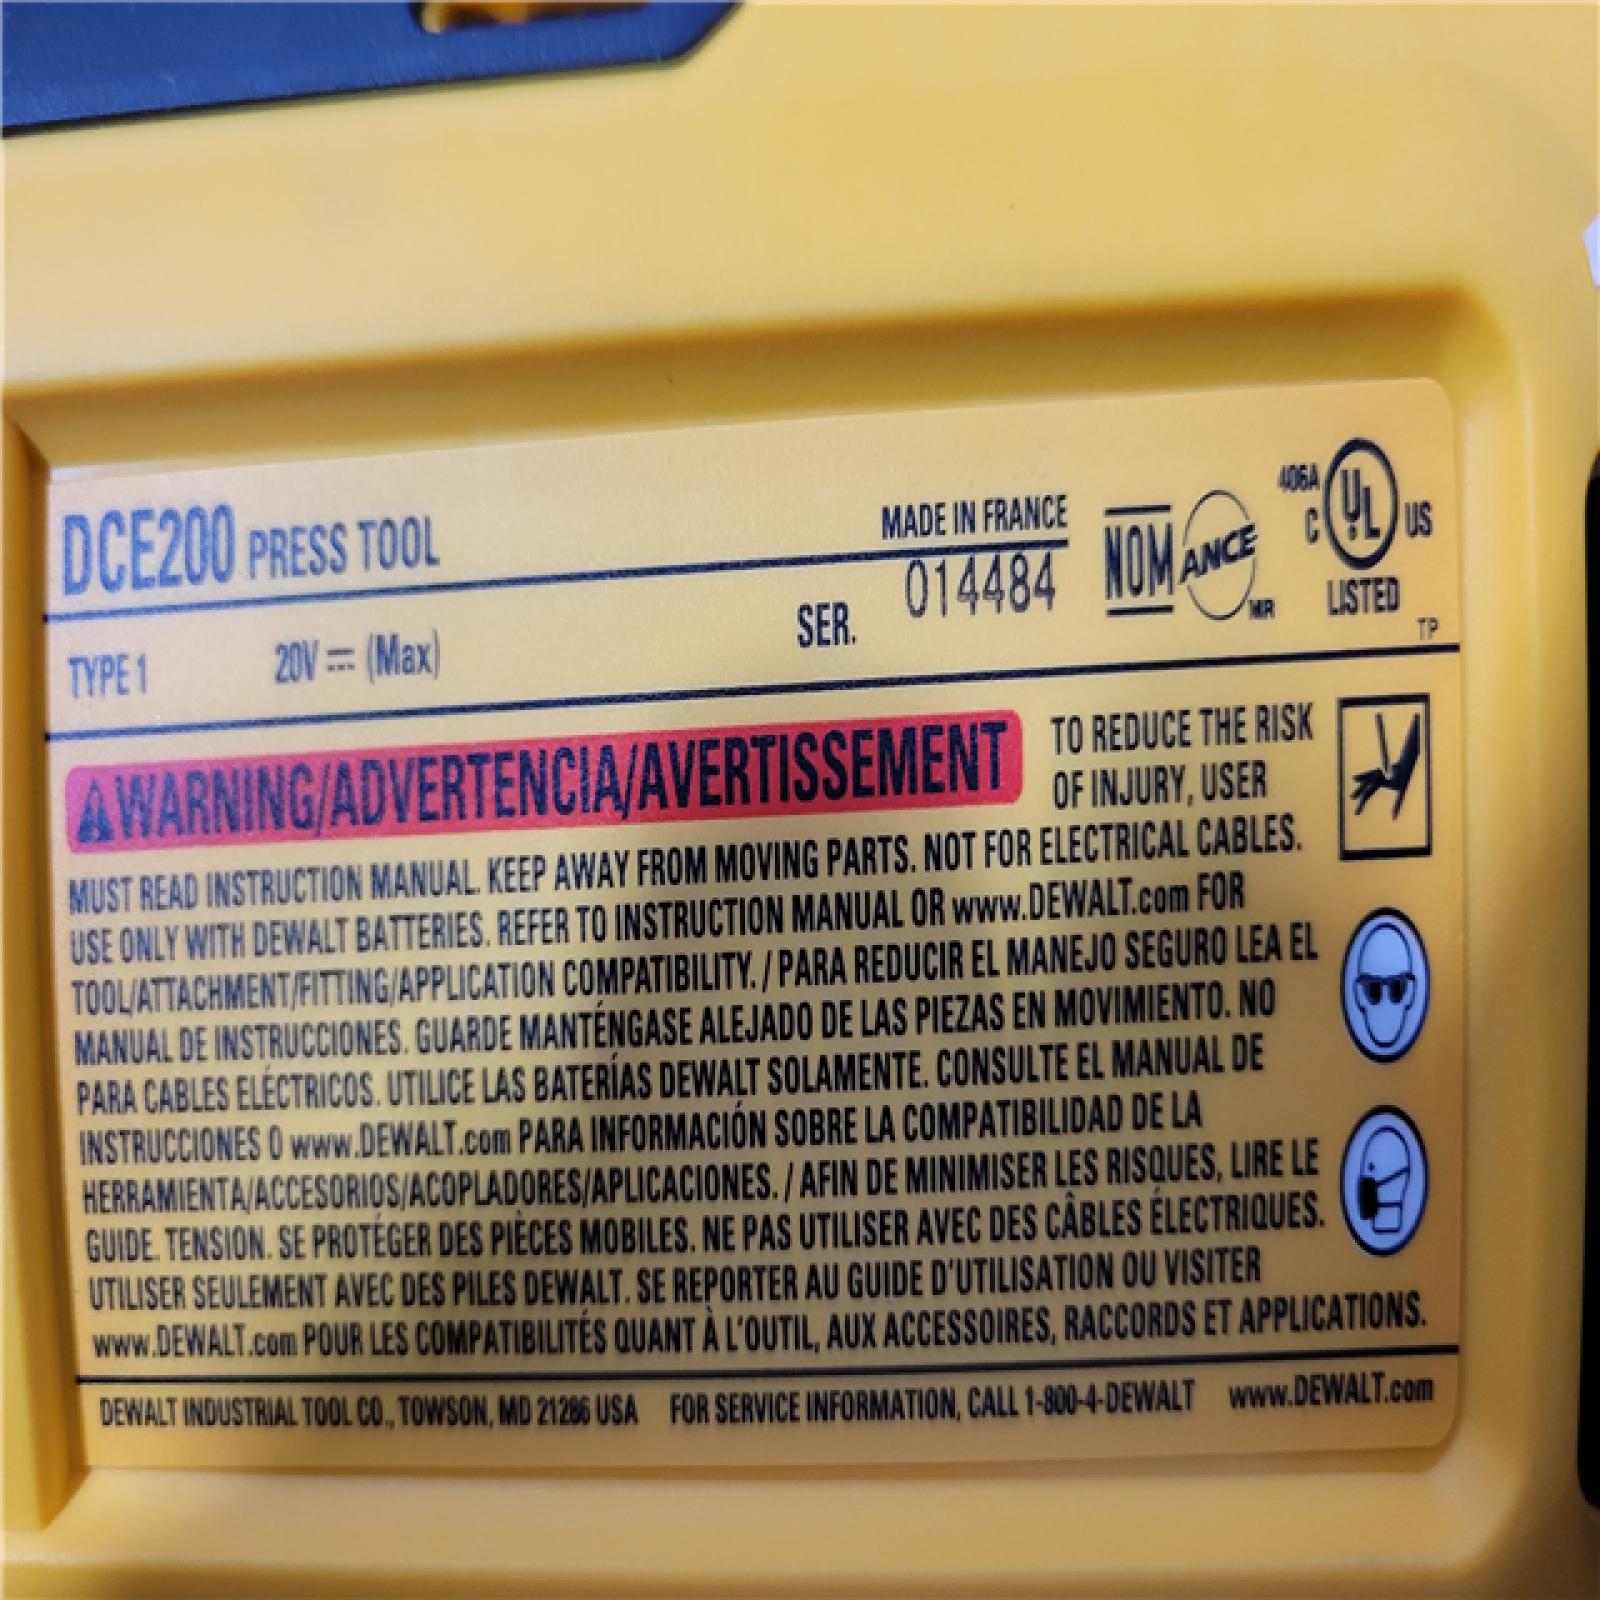 DCE200 PRESS TOOL
MADE IN FRANCE
TYPE 1 20V ⎓ (Max) SER. 014484
NOM ANCE MR
406A
C UL US
LISTED
TP
WARNING/ADVERTENCIA/AVERTISSEMENT TO REDUCE THE RISK
OF INJURY, USER
MUST READ INSTRUCTION MANUAL. KEEP AWAY FROM MOVING PARTS. NOT FOR ELECTRICAL CABLES.
USE ONLY WITH DEWALT BATTERIES. REFER TO INSTRUCTION MANUAL OR www.DEWALT.com FOR
TOOL/ATTACHMENT/FITTING/APPLICATION COMPATIBILITY. / PARA REDUCIR EL MANEJO SEGURO LEA EL
MANUAL DE INSTRUCCIONES. GUARDE MANTÉNGASE ALEJADO DE LAS PIEZAS EN MOVIMIENTO. NO
PARA CABLES ELÉCTRICOS. UTILICE LAS BATERÍAS DEWALT SOLAMENTE. CONSULTE EL MANUAL DE
INSTRUCCIONES O www.DEWALT.com PARA INFORMACIÓN SOBRE LA COMPATIBILIDAD DE LA
HERRAMIENTA/ACCESORIOS/ACOPLADORES/APLICACIONES. / AFIN DE MINIMISER LES RISQUES, LIRE LE
GUIDE. TENSION. SE PROTÉGER DES PIÈCES MOBILES. NE PAS UTILISER AVEC DES CÂBLES ÉLECTRIQUES.
UTILISER SEULEMENT AVEC DES PILES DEWALT. SE REPORTER AU GUIDE D'UTILISATION OU VISITER
www.DEWALT.com POUR LES COMPATIBILITÉS QUANT À L'OUTIL, AUX ACCESSOIRES, RACCORDS ET APPLICATIONS.
DEWALT INDUSTRIAL TOOL CO., TOWSON, MD 21286 USA FOR SERVICE INFORMATION, CALL 1-800-4-DEWALT www.DEWALT.com